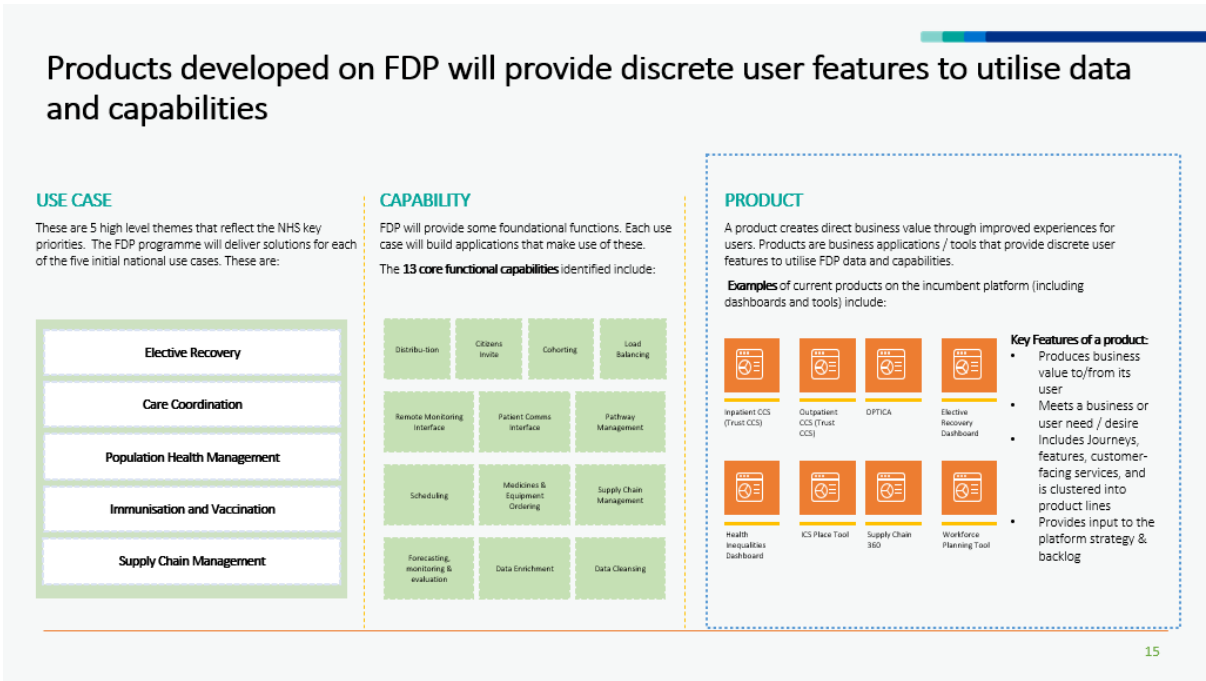 Products developed on FDP will provide discrete user features to utilise data
and capabilities
USE CASE
These are 5 high level themes that reflect the NHS key
priorities. The FDP programme will deliver solutions for each
of the five initial national use cases. These are:
Elective Recovery
Care Coordination
Population Health Management
Immunisation and Vaccination
Supply Chain Management
CAPABILITY
FDP will provide some foundational functions. Each use
case will build applications that make use of these.
The 13 core functional capabilities identified include:
Distribu-tion
Citizens
Invite
Cohorting
Load
Balancing
Remote Monitoring
Interface
Patient Comms
Interface
Pathway
Management
Scheduling
Medicines &
Equipment
Ordering
Supply Chain
Management
Forecasting,
monitoring &
evaluation
Data Enrichment
Data Cleansing
PRODUCT
A product creates direct business value through improved experiences for
users. Products are business applications / tools that provide discrete user
features to utilise FDP data and capabilities.
Examples of current products on the incumbent platform (including
dashboards and tools) include:
Inpatient CCS
(Trust CCS)
Outpatient
CCS (Trust
CCS)
OPTICA
Elective
Recovery
Dashboard
Health
Inequalities
Dashboard
ICS Place Tool
Supply Chain
360
Workforce
Planning Tool
Key Features of a product:
▪ Produces business
value to/from its
user
▪ Meets a business or
user need / desire
▪ Includes Journeys,
features, customer-
facing services, and
is clustered into
product lines
▪ Provides input to the
platform strategy &
backlog
15